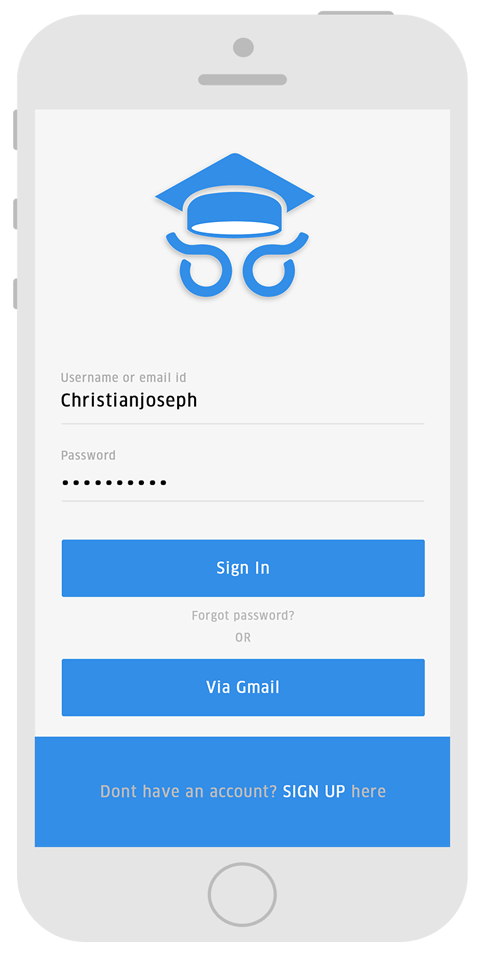 Username or email id
Christianjoseph
Password
••••••••••
Sign In
Forgot password?
OR
Via Gmail
Dont have an account? SIGN UP here